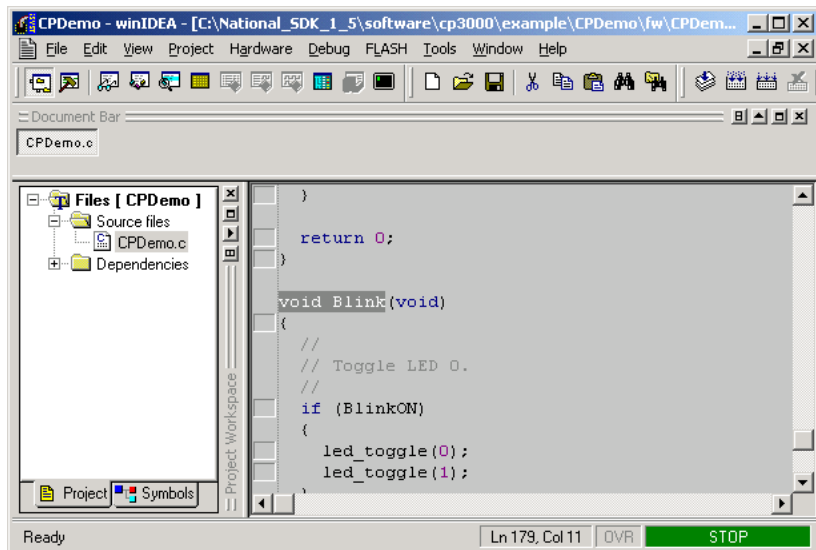 CPDemo - winIDEA - [C:\National_SDK_1_5\software\cp3000\example\CPDemo\fw\CPDem...
File Edit View Project Hardware Debug FLASH Tools Window Help
Document Bar
CPDemo.c
Files [ CPDemo ]
Source files
CPDemo.c
Dependencies
Project Workspace
Project
Symbols
}
return 0;
}
void Blink(void)
{
//
// Toggle LED 0.
//
if (BlinkON)
{
led_toggle(0);
led_toggle(1);
}
Ready
Ln 179, Col 11
OVR
STOP